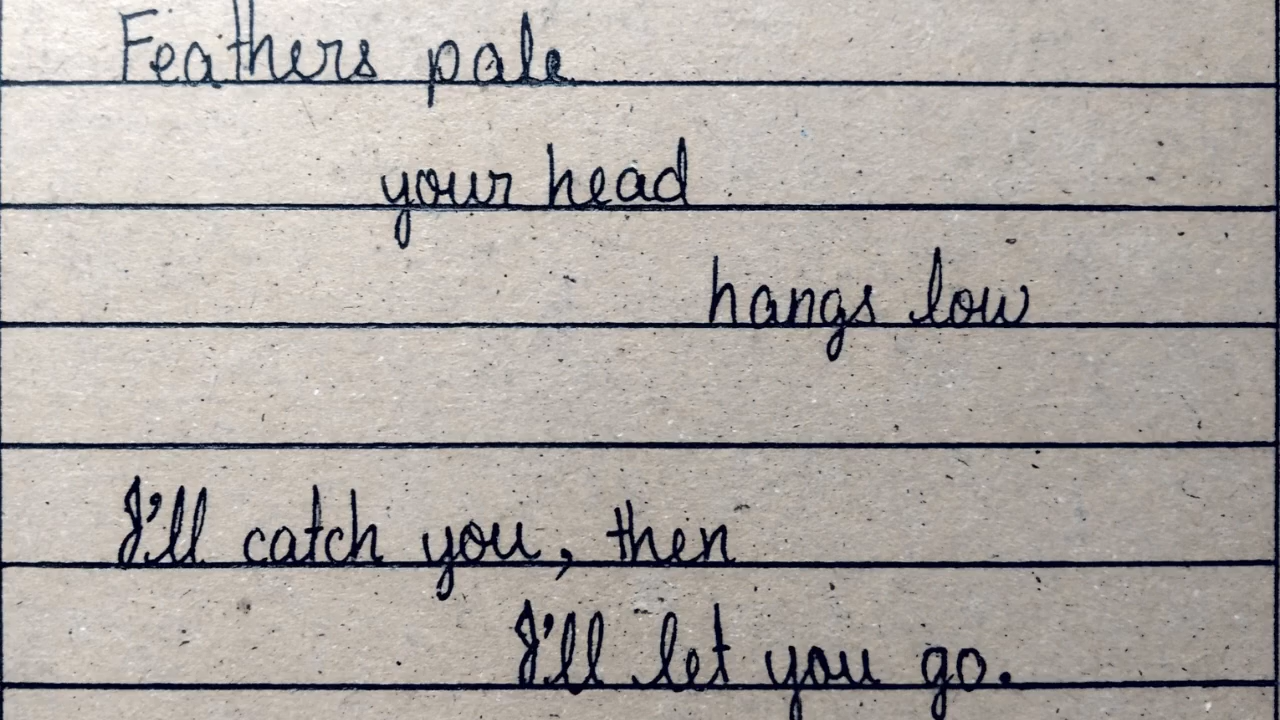 Feathers pale
your head
hangs low
I'll catch you, then
I'll let you go.